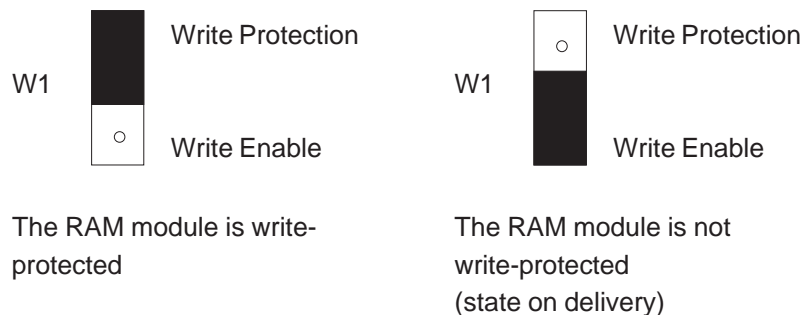 Write Protection
W1
Write Enable
The RAM module is write-
protected
Write Protection
W1
Write Enable
The RAM module is not
write-protected
(state on delivery)